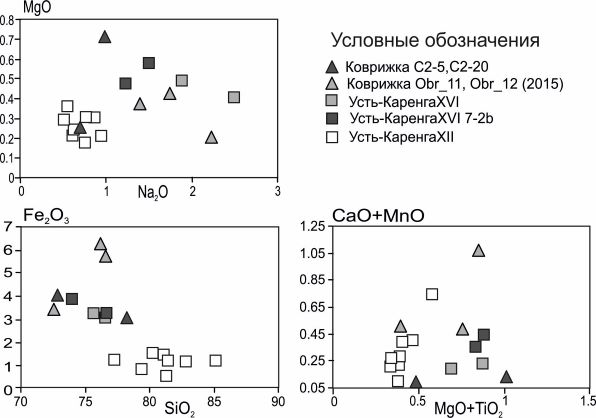 MgO
0.8
0.7
0.6
0.5
0.4
0.3
0.2
0.1
0
0 1 2 3
Na₂O
Условные обозначения
Коврижка С2-5,С2-20
Коврижка Obr_11, Obr_12 (2015)
Усть-КаренгаXVI
Усть-КаренгаXVI 7-2b
Усть-КаренгаXII
Fe₂O₃
7
6
5
4
3
2
1
0
70 75 80 85 90
SiO₂
CaO+MnO
1.25
1.05
0.85
0.65
0.45
0.25
0.05
0 0.5 1 1.5
MgO+TiO₂